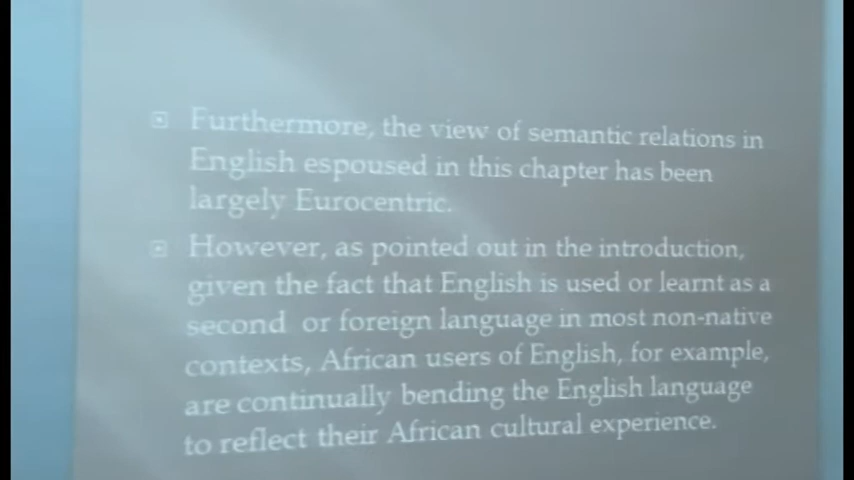 Furthermore, the view of semantic relations in
English espoused in this chapter has been
largely Eurocentric.
However, as pointed out in the introduction,
given the fact that English is used or learnt as a
second or foreign language in most non-native
contexts, African users of English, for example,
are continually bending the English language
to reflect their African cultural experience.